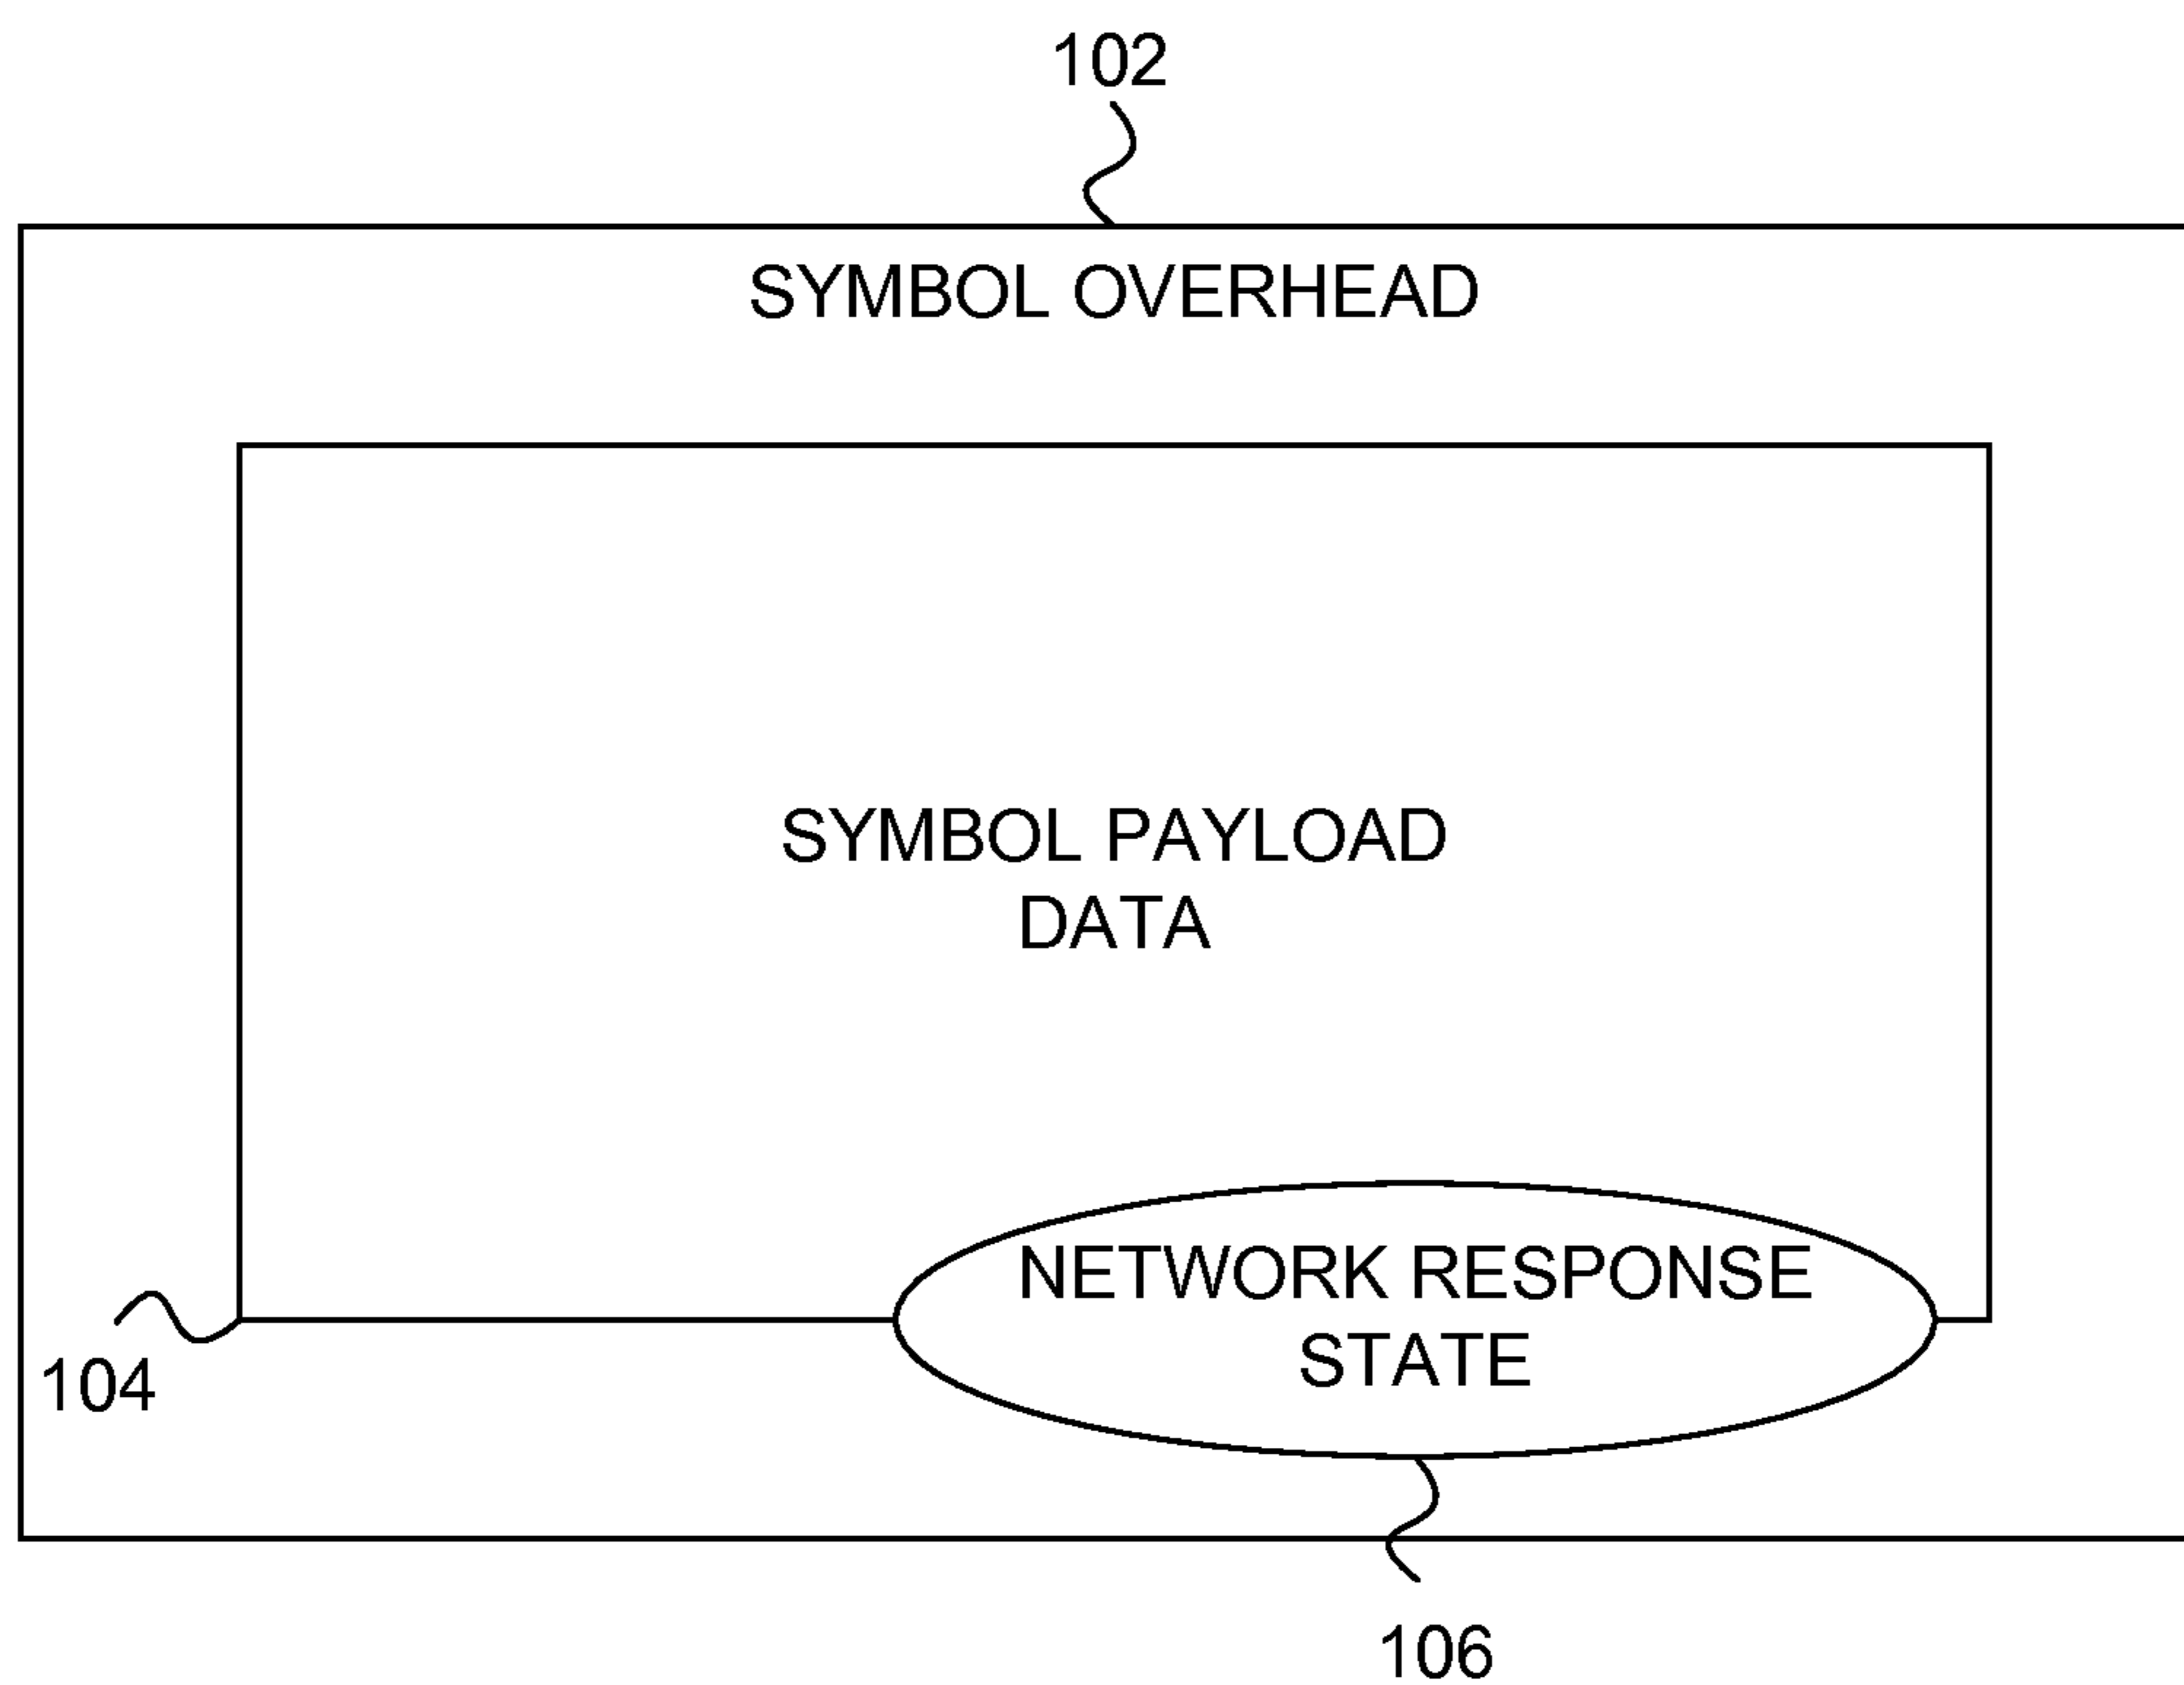 102
SYMBOL OVERHEAD
SYMBOL PAYLOAD
DATA
NETWORK RESPONSE
STATE
104
106